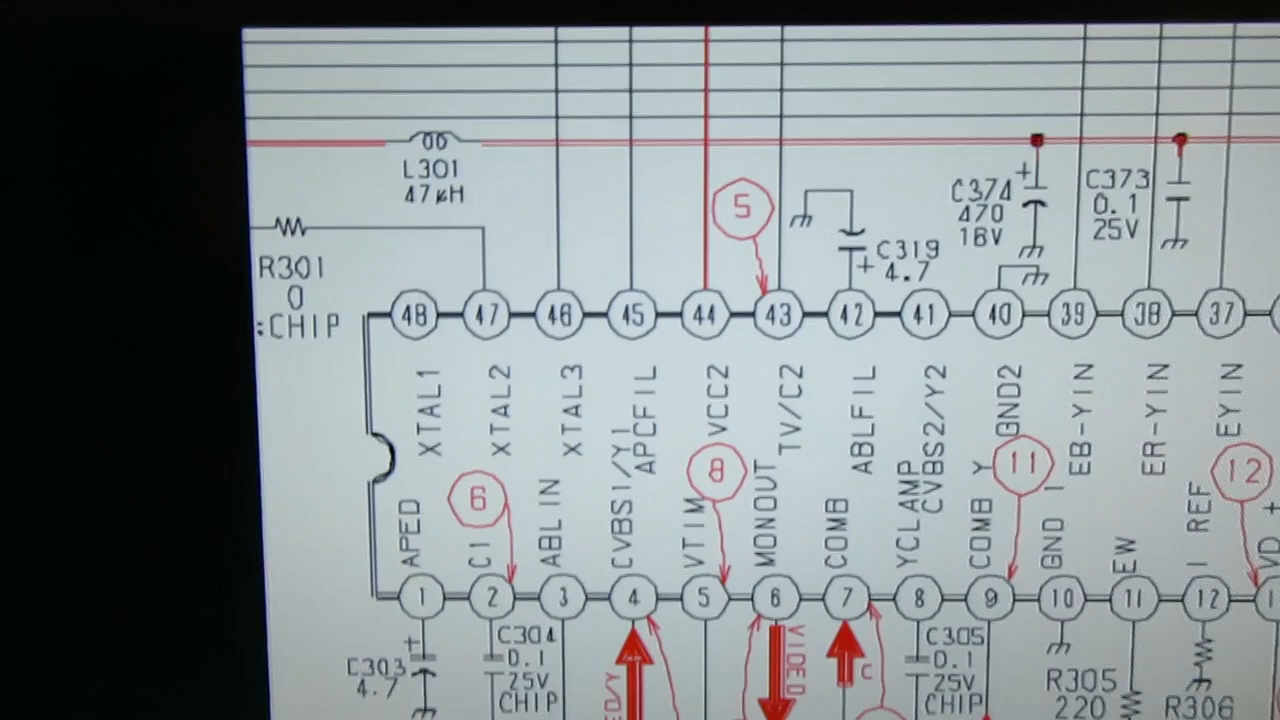 L301
47μH
C374
470
16V
C373
0.1
25V
5
C319
+ 4.7
R301
0
:CHIP
48 47 46 45 44 43 42 41 40 39 38 37
XTAL1
XTAL2
XTAL3
APCFIL
VCC2
TV/C2
ABLFIL
CVBS2/Y2
GND2
EB-YIN
ER-YIN
EYIN
6
8
11
12
APED
C1
ABL IN
CVBS1/Y1
VTIM
MONOUT
COMB
YCLAMP
COMB Y
GND 1
EW
I REF
VD +
1 2 3 4 5 6 7 8 9 10 11 12
C303
4.7
C304
0.1
25V
CHIP
VIDEO
C
C305
0.1
25V
CHIP
R305
220
R306